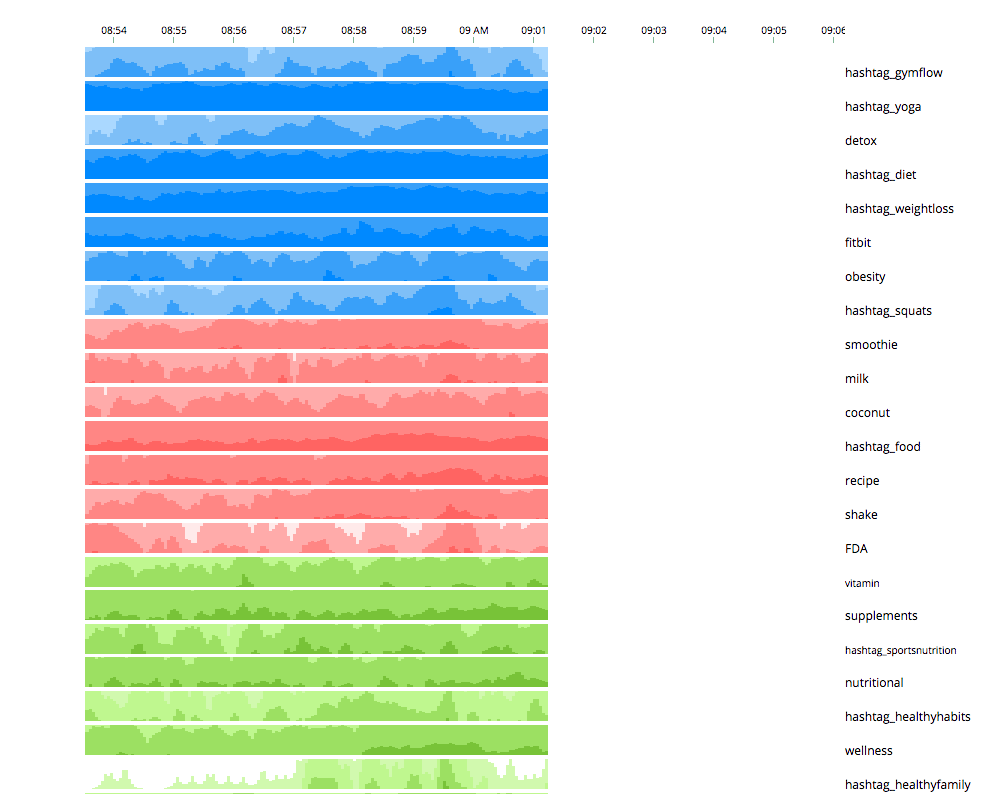 08:54 08:55 08:56 08:57 08:58 08:59 09 AM 09:01 09:02 09:03 09:04 09:05 09:06
hashtag_gymflow
hashtag_yoga
detox
hashtag_diet
hashtag_weightloss
fitbit
obesity
hashtag_squats
smoothie
milk
coconut
hashtag_food
recipe
shake
FDA
vitamin
supplements
hashtag_sportsnutrition
nutritional
hashtag_healthyhabits
wellness
hashtag_healthyfamily